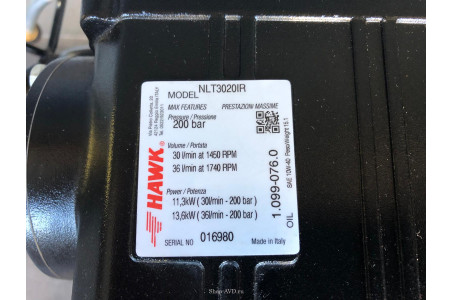 MODEL NLT3020IR
MAX FEATURES PRESTAZIONI MASSIME
Pressure / Pressione
200 bar
Volume / Portata
30 l/min at 1450 RPM
36 l/min at 1740 RPM
Power / Potenza
11,3kW ( 30l/min - 200 bar )
13,6kW ( 36l/min - 200 bar )
SERIAL NO 016980 Made in Italy
HAWK
1.099-076.0
OIL SAE 10W-40
Shop-AVD.ru